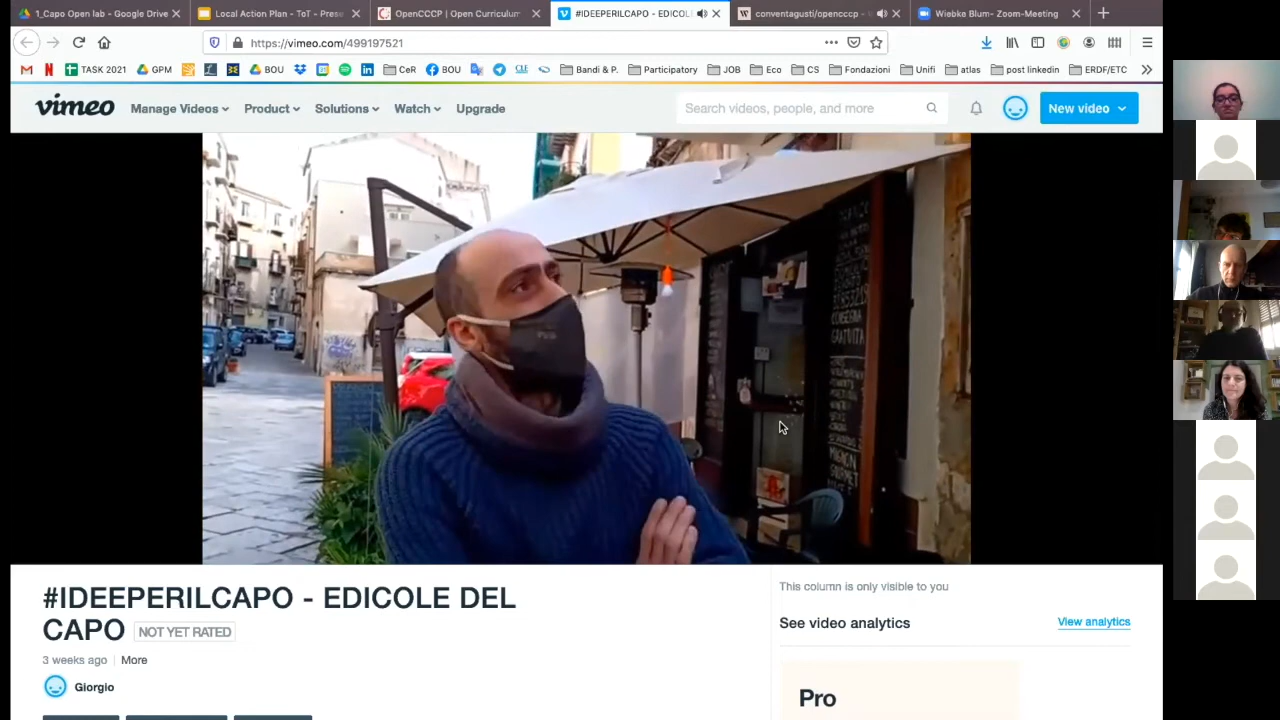 1_Capo Open lab - Google Drive
Local Action Plan - ToT - Prese
OpenCCCP | Open Curriculum
#IDEEPERILCAPO - EDICOL
conventagusti/opencccp -
Wiebke Blum- Zoom-Meeting
https://vimeo.com/499197521
TASK 2021
GPM
BOU
CeR
BOU
Bandi & P.
Participatory
JOB
Eco
CS
Fondazioni
Unifi
atlas
post linkedin
ERDF/ETC
vimeo
Manage Videos
Product
Solutions
Watch
Upgrade
Search videos, people, and more
New video
CONSEGNA
GRATUITA
GOURMET
#IDEEPERILCAPO - EDICOLE DEL
CAPO NOT YET RATED
3 weeks ago | More
Giorgio
This column is only visible to you
See video analytics
View analytics
Pro